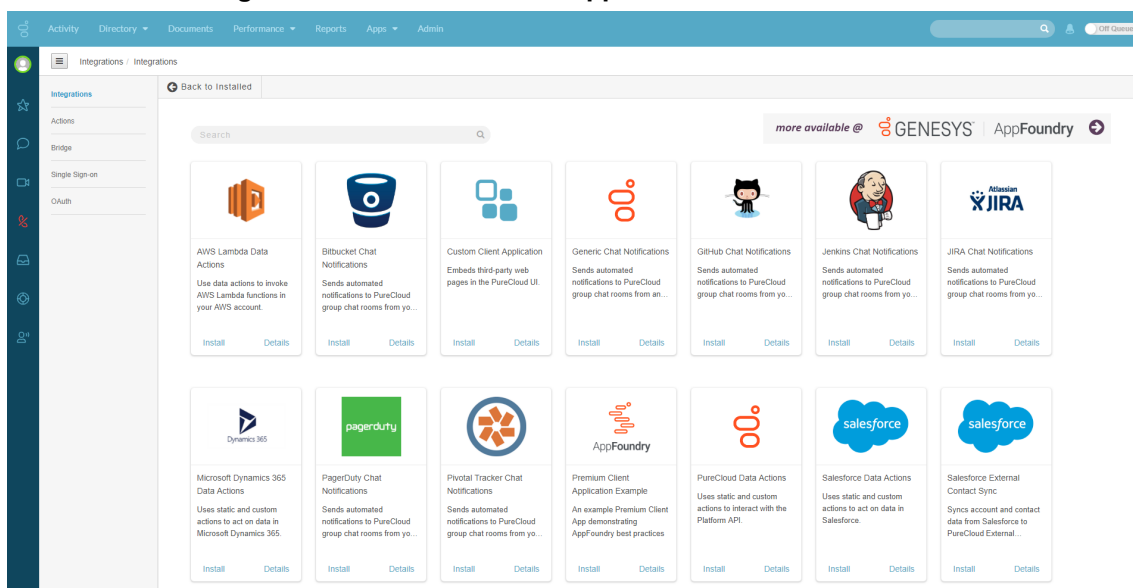 Activity Directory Documents Performance Reports Apps Admin Off Queue
Integrations / Integrations
Integrations
Actions
Bridge
Single Sign-on
OAuth
Back to Installed
Search
more available @ GENESYS AppFoundry
Atlassian
JIRA
AWS Lambda Data
Actions
Use data actions to invoke
AWS Lambda functions in
your AWS account.
Install Details
Bitbucket Chat
Notifications
Sends automated
notifications to PureCloud
group chat rooms from yo...
Install Details
Custom Client Application
Embeds third-party web
pages in the PureCloud UI.
Install Details
Generic Chat Notifications
Sends automated
notifications to PureCloud
group chat rooms from an...
Install Details
GitHub Chat Notifications
Sends automated
notifications to PureCloud
group chat rooms from yo...
Install Details
Jenkins Chat Notifications
Sends automated
notifications to PureCloud
group chat rooms from yo...
Install Details
JIRA Chat Notifications
Sends automated
notifications to PureCloud
group chat rooms from yo...
Install Details
Dynamics 365
Microsoft Dynamics 365
Data Actions
Uses static and custom
actions to act on data in
Microsoft Dynamics 365.
Install Details
pagerduty
PagerDuty Chat
Notifications
Sends automated
notifications to PureCloud
group chat rooms from yo...
Install Details
Pivotal Tracker Chat
Notifications
Sends automated
notifications to PureCloud
group chat rooms from yo...
Install Details
AppFoundry
Premium Client
Application Example
An example Premium Client
App demonstrating
AppFoundry best practices
Install Details
PureCloud Data Actions
Uses static and custom
actions to interact with the
Platform API.
Install Details
salesforce
Salesforce Data Actions
Uses static and custom
actions to act on data in
Salesforce.
Install Details
salesforce
Salesforce External
Contact Sync
Syncs account and contact
data from Salesforce to
PureCloud External...
Install Details